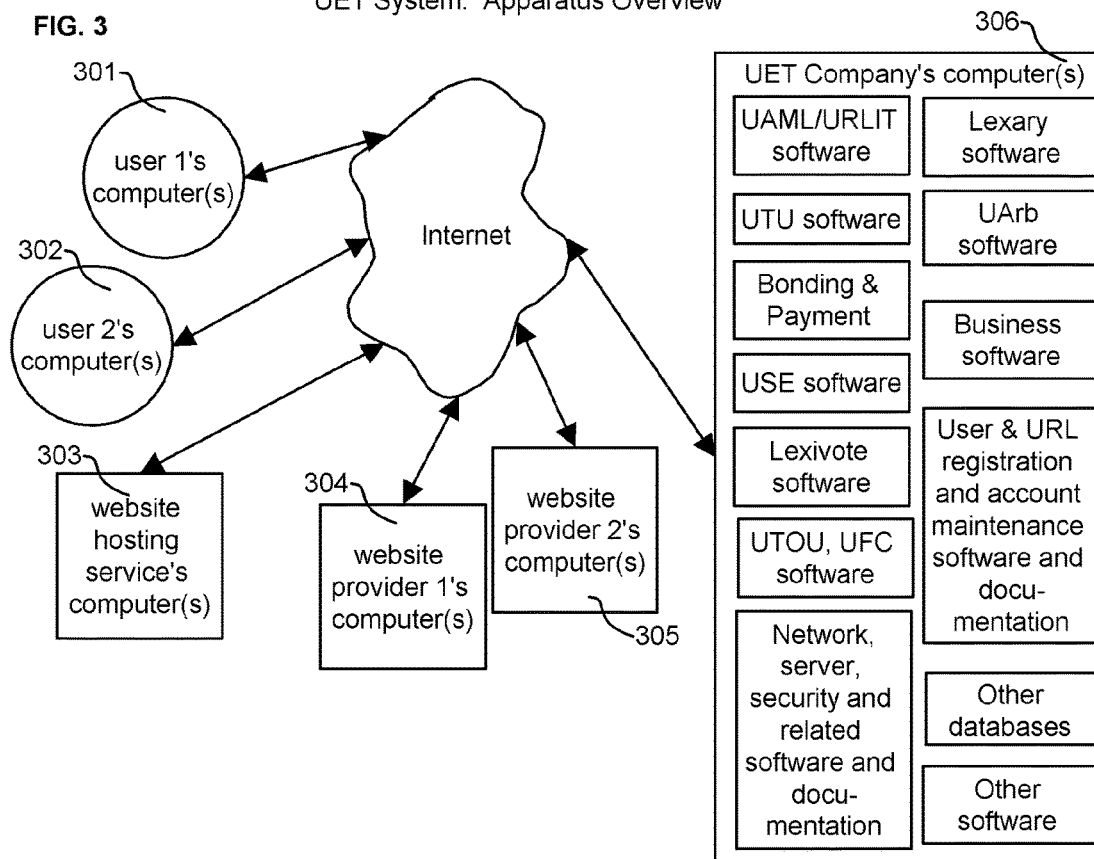 UET System: Apparatus Overview
FIG. 3
301
user 1's
computer(s)
302
user 2's
computer(s)
Internet
303
website
hosting
service's
computer(s)
304
website
provider 1's
computer(s)
website
provider 2's
computer(s)
305
306
UET Company's computer(s)
UAML/URLIT
software
UTU software
Bonding &
Payment
USE software
Lexivote
software
UTOU, UFC
software
Network,
server,
security and
related
software and
docu-
mentation
Lexary
software
UArb
software
Business
software
User & URL
registration
and account
maintenance
software and
docu-
mentation
Other
databases
Other
software